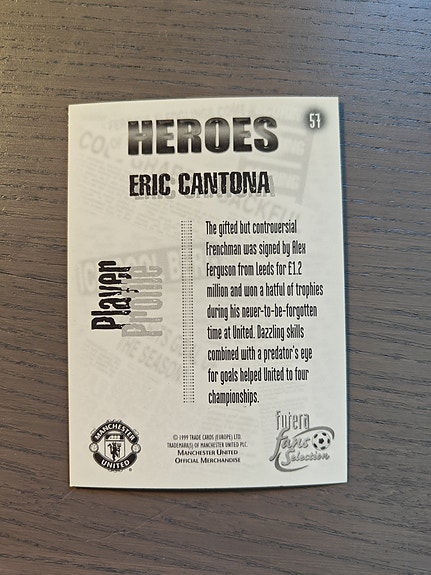 57
HEROES
ERIC CANTONA
Player
Profile
The gifted but controversial
Frenchman was signed by Alex
Ferguson from Leeds for £1.2
million and won a hatful of trophies
during his never-to-be-forgotten
time at United. Dazzling skills
combined with a predator's eye
for goals helped United to four
championships.
MANCHESTER
UNITED
© 1999 TRADE CARDS (EUROPE) LTD.
TRADEMARK(S) OF MANCHESTER UNITED PLC.
MANCHESTER UNITED
OFFICIAL MERCHANDISE
futera
fans
Selection